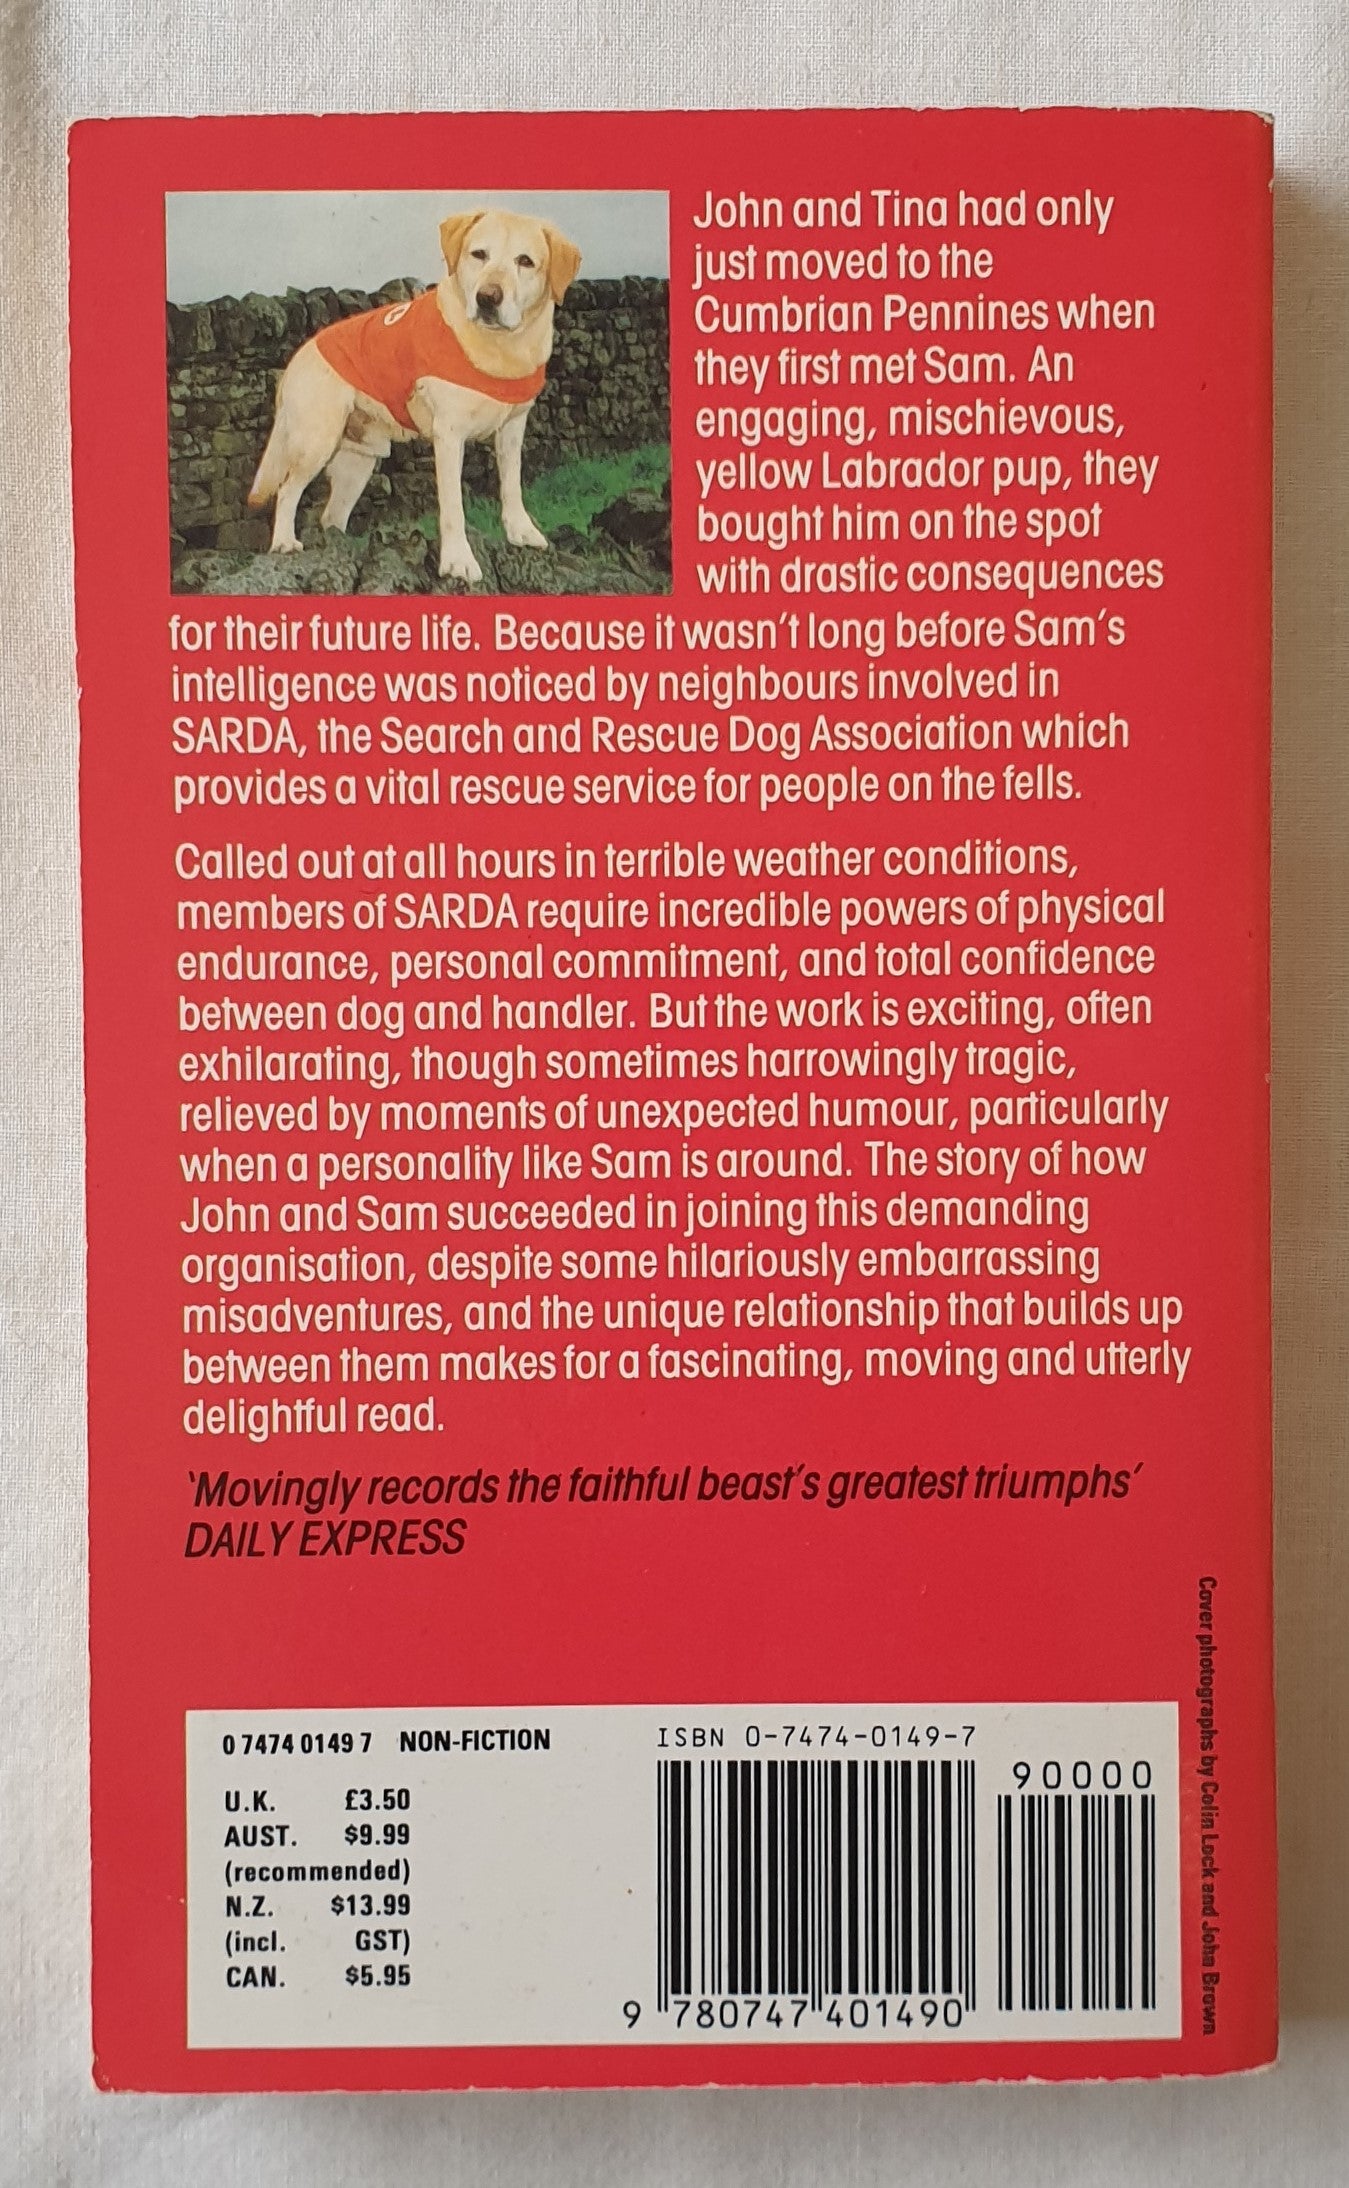 John and Tina had only
just moved to the
Cumbrian Pennines when
they first met Sam. An
engaging, mischievous,
yellow Labrador pup, they
bought him on the spot
with drastic consequences
for their future life. Because it wasn't long before Sam's
intelligence was noticed by neighbours involved in
SARDA, the Search and Rescue Dog Association which
provides a vital rescue service for people on the fells.
Called out at all hours in terrible weather conditions,
members of SARDA require incredible powers of physical
endurance, personal commitment, and total confidence
between dog and handler. But the work is exciting, often
exhilarating, though sometimes harrowingly tragic,
relieved by moments of unexpected humour, particularly
when a personality like Sam is around. The story of how
John and Sam succeeded in joining this demanding
organisation, despite some hilariously embarrassing
misadventures, and the unique relationship that builds up
between them makes for a fascinating, moving and utterly
delightful read.
'Movingly records the faithful beast's greatest triumphs'
DAILY EXPRESS
Cover photographs by Colin Lock and John Brown
0 7474 0149 7 NON-FICTION
U.K. £3.50
AUST. $9.99
(recommended)
N.Z. $13.99
(incl. GST)
CAN. $5.95
ISBN 0-7474-0149-7
90000
9 780747 401490